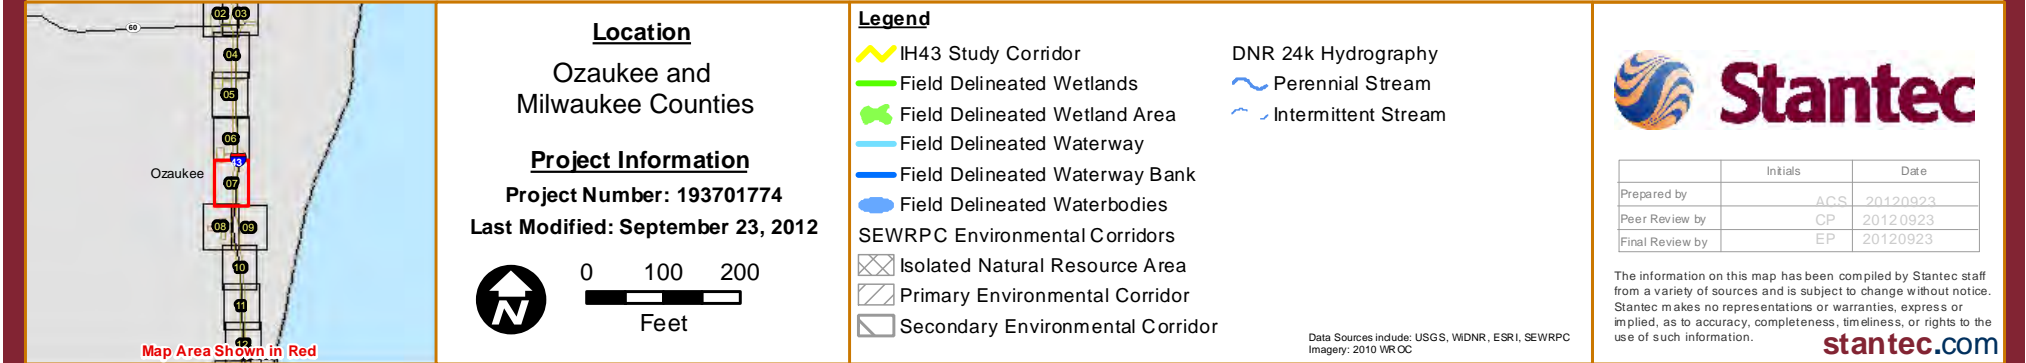 02 03
60
04
05
06
43
Ozaukee
07
08 09
10
11
12
Map Area Shown in Red
Location
Ozaukee and
Milwaukee Counties
Project Information
Project Number: 193701774
Last Modified: September 23, 2012
N
0 100 200
Feet
Legend
IH43 Study Corridor
Field Delineated Wetlands
Field Delineated Wetland Area
Field Delineated Waterway
Field Delineated Waterway Bank
Field Delineated Waterbodies
SEWRPC Environmental Corridors
Isolated Natural Resource Area
Primary Environmental Corridor
Secondary Environmental Corridor
DNR 24k Hydrography
Perennial Stream
Intermittent Stream
Data Sources include: USGS, WiDNR, ESRI, SEWRPC
Imagery: 2010 WROC
Stantec
Initials Date
Prepared by ACS 20120923
Peer Review by CP 20120923
Final Review by EP 20120923
The information on this map has been compiled by Stantec staff
from a variety of sources and is subject to change without notice.
Stantec makes no representations or warranties, express or
implied, as to accuracy, completeness, timeliness, or rights to the
use of such information.
stantec.com